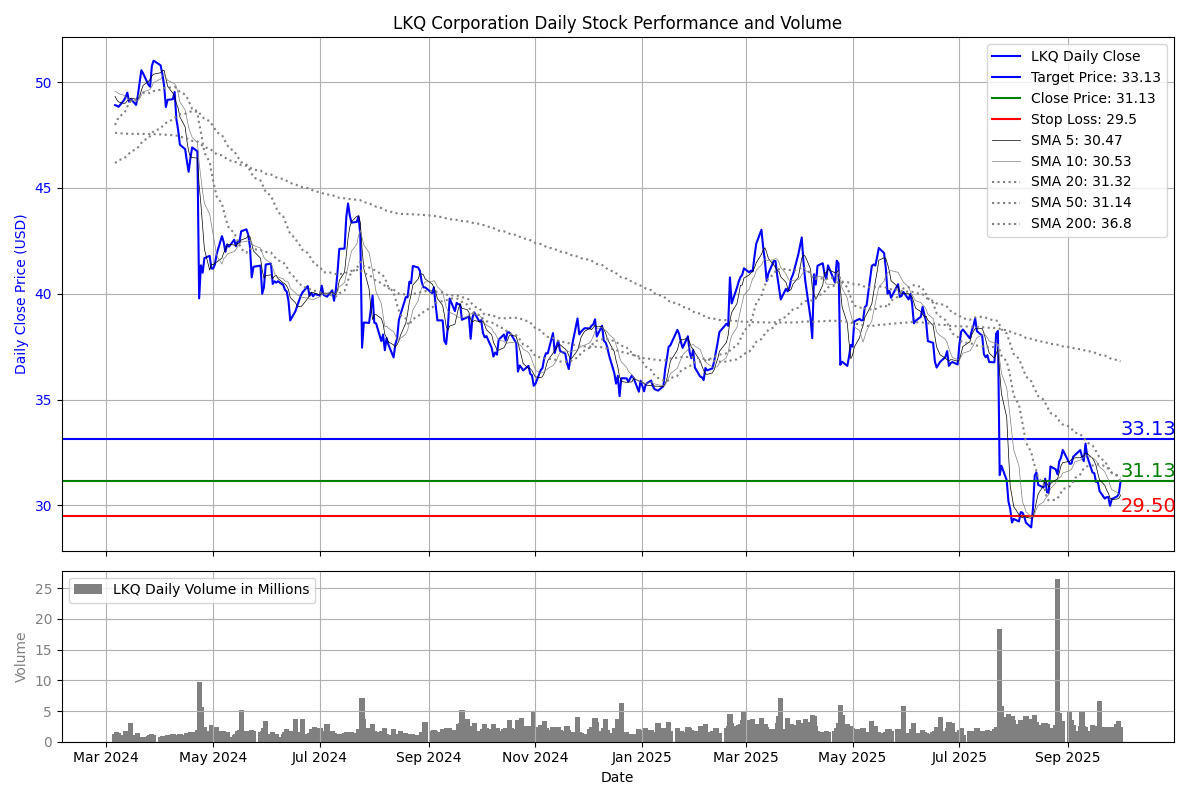 LKQ Corporation Daily Stock Performance and Volume
Daily Close Price (USD)
50
45
40
35
30
LKQ Daily Close
Target Price: 33.13
Close Price: 31.13
Stop Loss: 29.5
SMA 5: 30.47
SMA 10: 30.53
SMA 20: 31.32
SMA 50: 31.14
SMA 200: 36.8
33.13
31.13
29.50
Volume
25
20
15
10
5
0
LKQ Daily Volume in Millions
Mar 2024 May 2024 Jul 2024 Sep 2024 Nov 2024 Jan 2025 Mar 2025 May 2025 Jul 2025 Sep 2025
Date